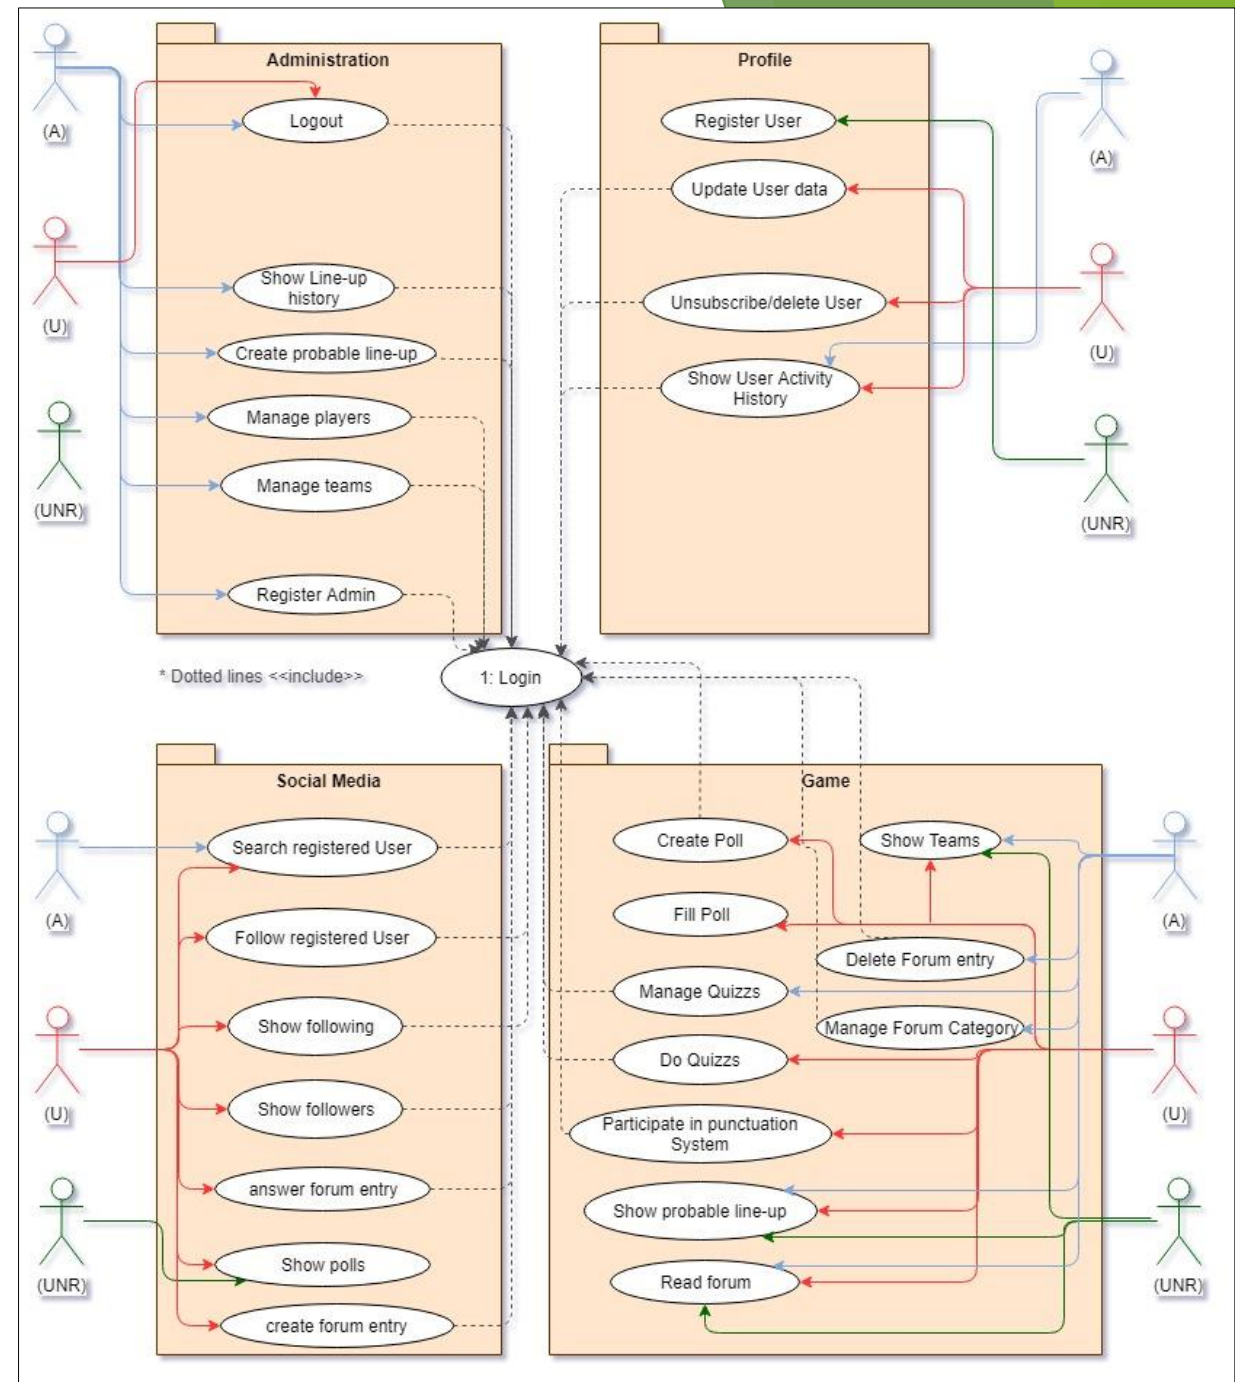 Administration
(A)
Logout
(U)
Show Line-up
history
Create probable line-up
Manage players
Manage teams
(UNR)
Register Admin
Profile
Register User
(A)
Update User data
Unsubscribe/delete User
(U)
Show User Activity
History
(UNR)
* Dotted lines <<include>>
1: Login
Social Media
Search registered User
(A)
Follow registered User
Show following
(U)
Show followers
answer forum entry
Show polls
(UNR)
create forum entry
Game
Create Poll
Show Teams
Fill Poll
(A)
Delete Forum entry
Manage Quizzs
Manage Forum Category
Do Quizzs
(U)
Participate in punctuation
System
Show probable line-up
Read forum
(UNR)